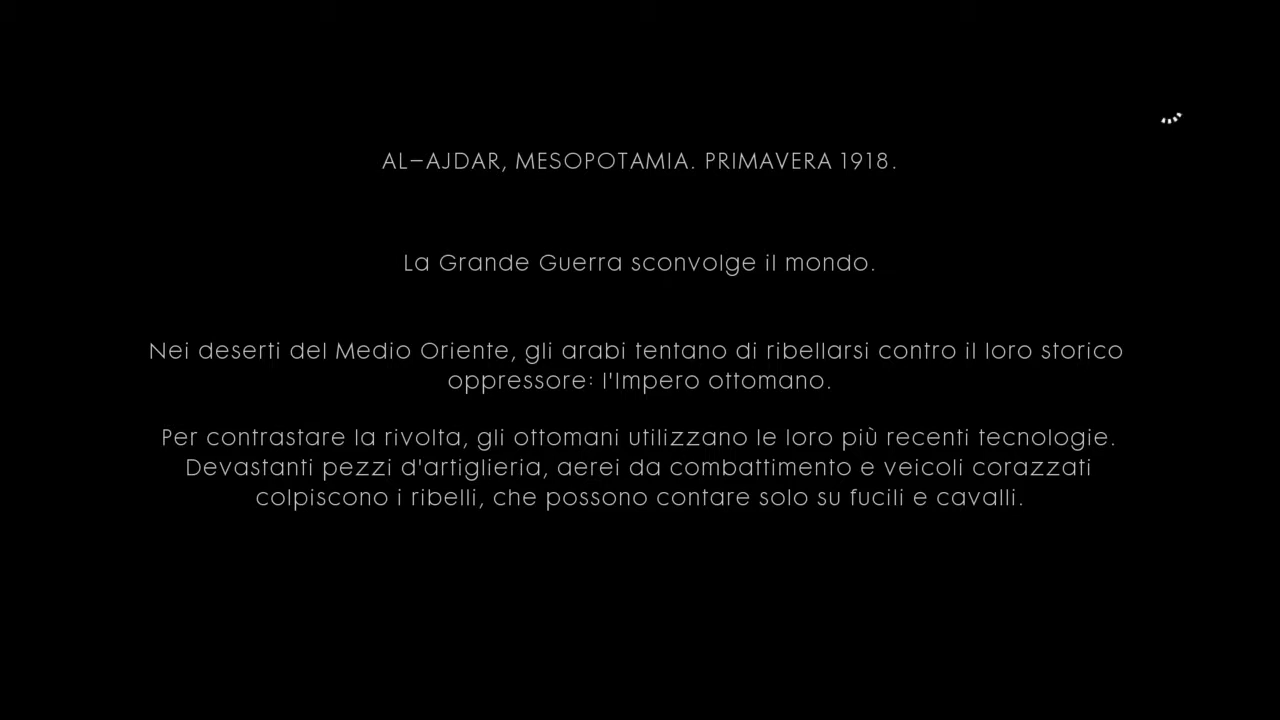 AL–AJDAR, MESOPOTAMIA. PRIMAVERA 1918.
La Grande Guerra sconvolge il mondo.
Nei deserti del Medio Oriente, gli arabi tentano di ribellarsi contro il loro storico
oppressore: l'Impero ottomano.
Per contrastare la rivolta, gli ottomani utilizzano le loro più recenti tecnologie.
Devastanti pezzi d'artiglieria, aerei da combattimento e veicoli corazzati
colpiscono i ribelli, che possono contare solo su fucili e cavalli.